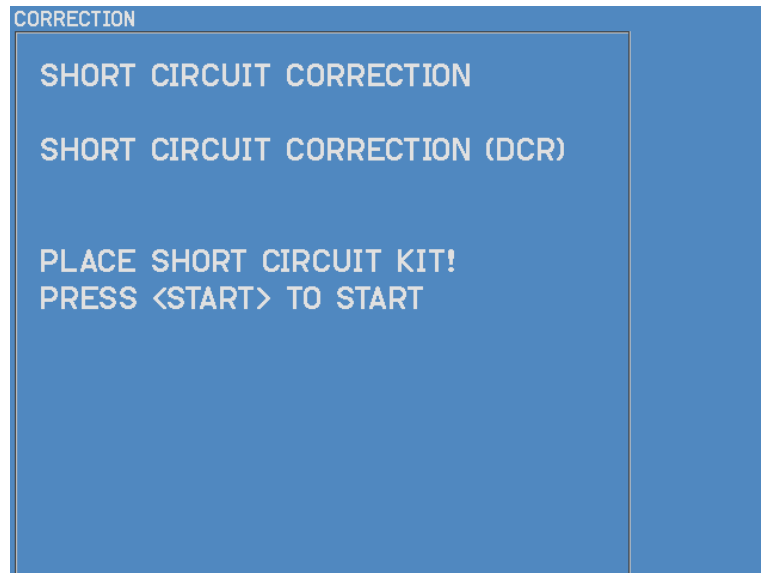 CORRECTION
SHORT CIRCUIT CORRECTION
SHORT CIRCUIT CORRECTION (DCR)
PLACE SHORT CIRCUIT KIT!
PRESS <START> TO START